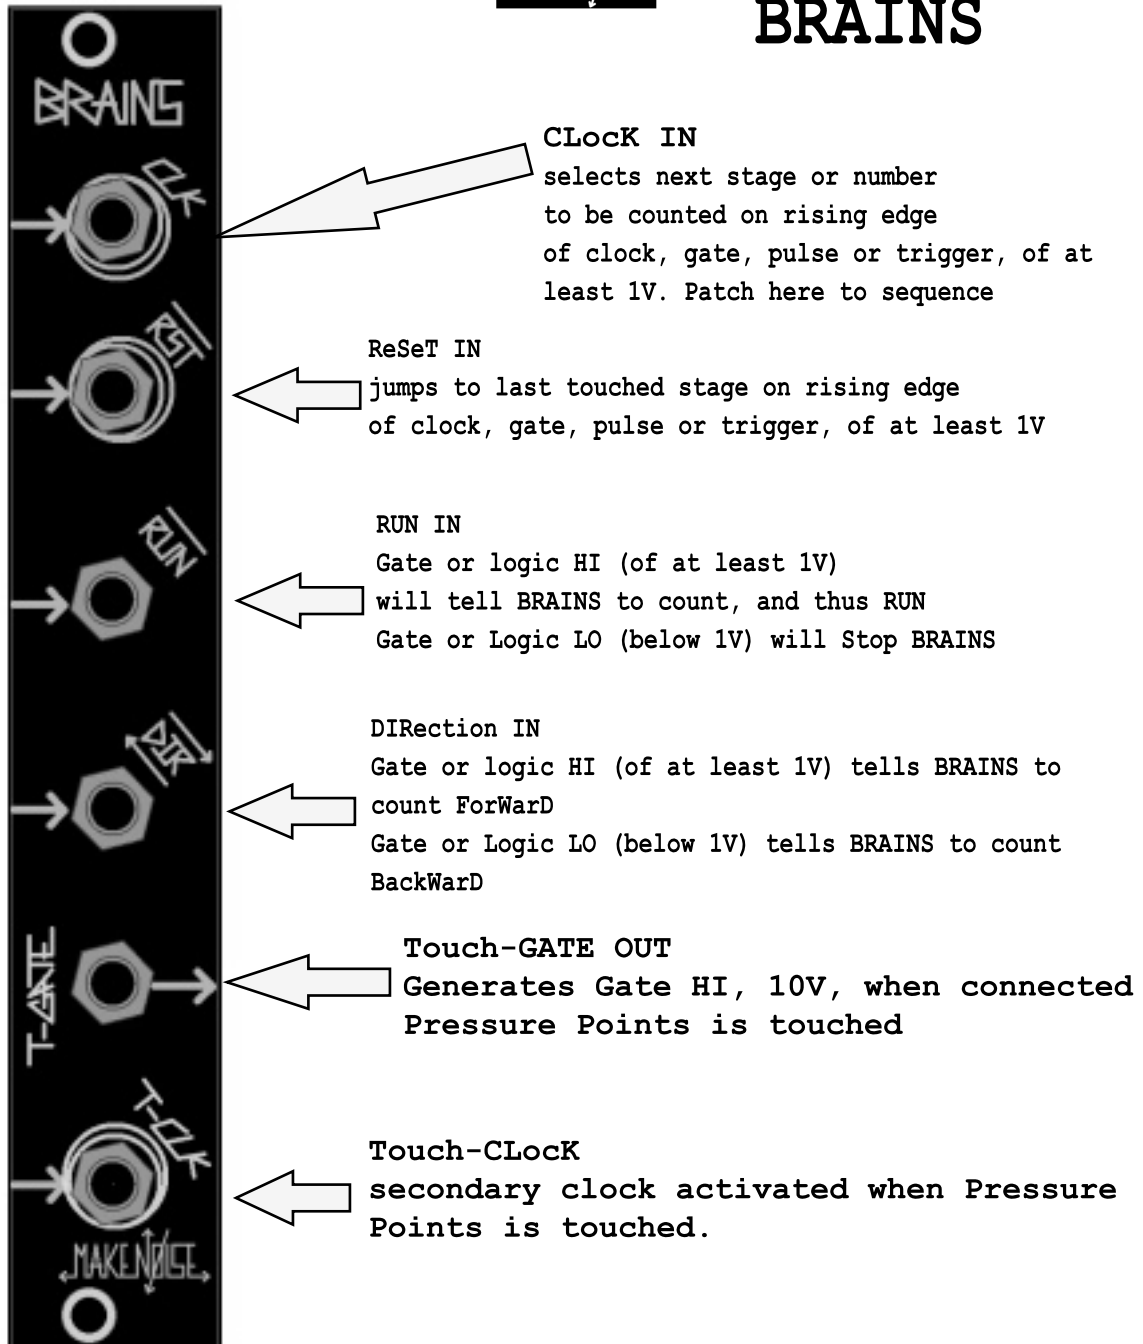 BRAINS
BRAINS
CLK
CLocK IN
selects next stage or number
to be counted on rising edge
of clock, gate, pulse or trigger, of at
least 1V. Patch here to sequence
RST
ReSeT IN
jumps to last touched stage on rising edge
of clock, gate, pulse or trigger, of at least 1V
RUN
RUN IN
Gate or logic HI (of at least 1V)
will tell BRAINS to count, and thus RUN
Gate or Logic LO (below 1V) will Stop BRAINS
DIR
DIRection IN
Gate or logic HI (of at least 1V) tells BRAINS to
count ForWarD
Gate or Logic LO (below 1V) tells BRAINS to count
BackWarD
T-GATE
Touch-GATE OUT
Generates Gate HI, 10V, when connected
Pressure Points is touched
T-CLK
Touch-CLocK
secondary clock activated when Pressure
Points is touched.
MAKENOISE